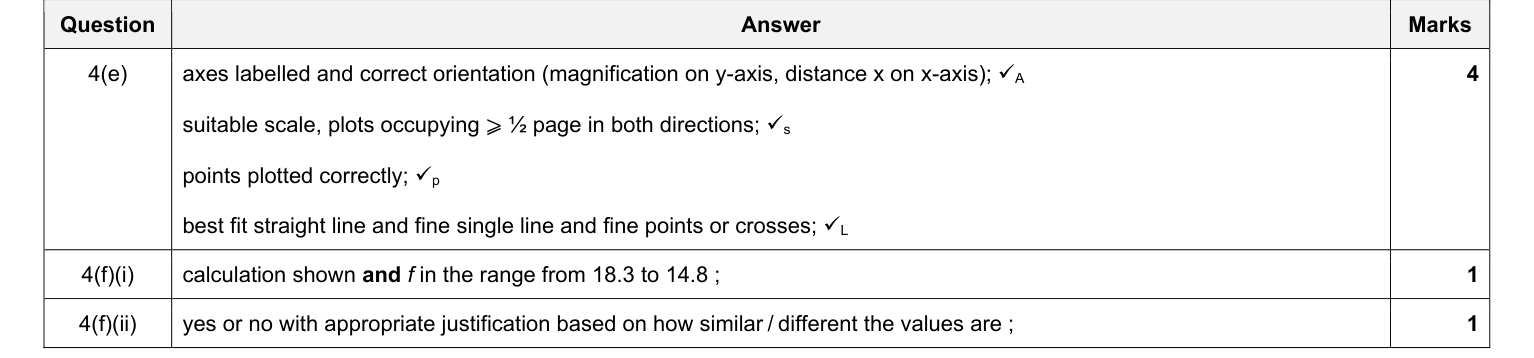 Question Answer Marks
4(e) axes labelled and correct orientation (magnification on y-axis, distance x on x-axis); ✓A 4
suitable scale, plots occupying ⩾ ½ page in both directions; ✓s
points plotted correctly; ✓p
best fit straight line and fine single line and fine points or crosses; ✓L
4(f)(i) calculation shown and f in the range from 18.3 to 14.8 ; 1
4(f)(ii) yes or no with appropriate justification based on how similar / different the values are ; 1